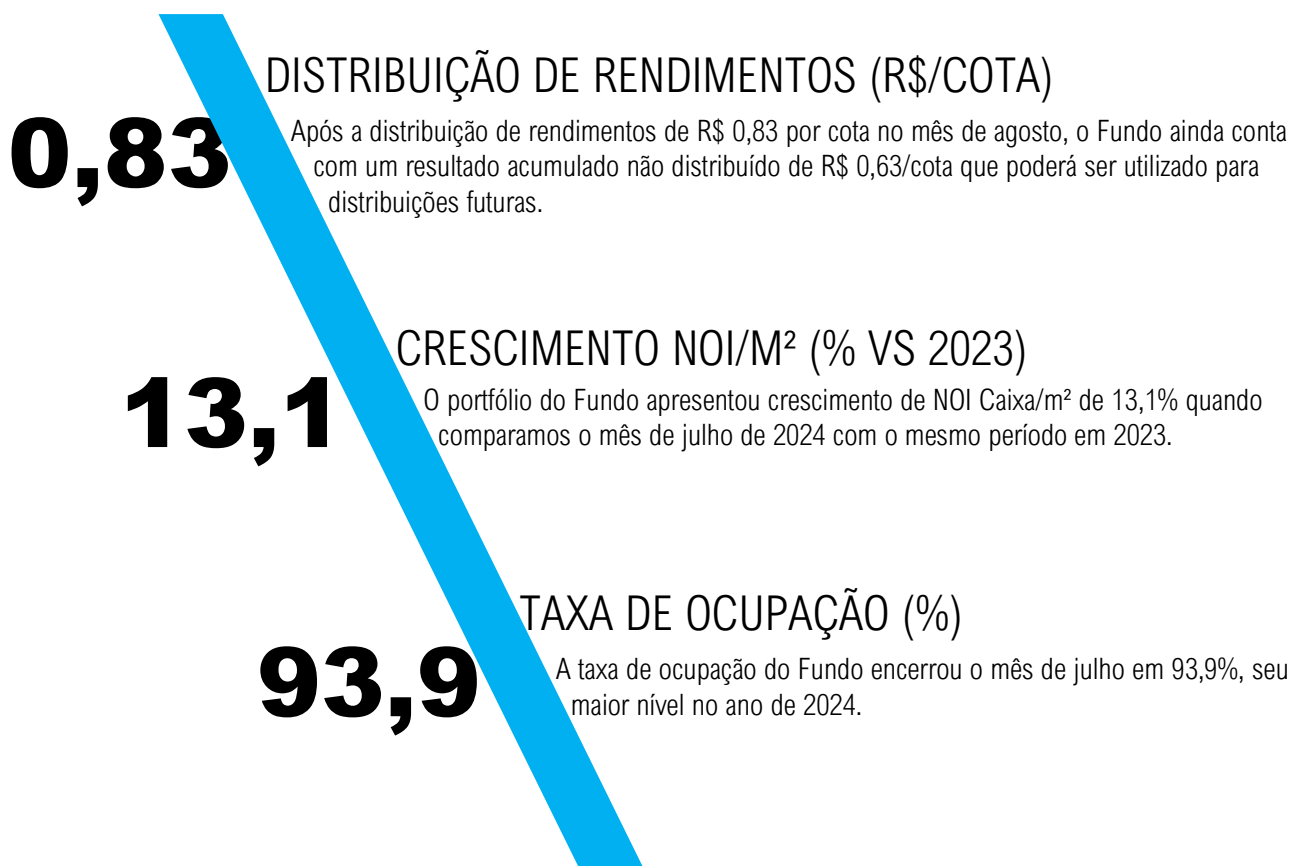 DISTRIBUIÇÃO DE RENDIMENTOS (R$/COTA)
0,83
Após a distribuição de rendimentos de R$ 0,83 por cota no mês de agosto, o Fundo ainda conta
com um resultado acumulado não distribuído de R$ 0,63/cota que poderá ser utilizado para
distribuições futuras.
CRESCIMENTO NOI/M² (% VS 2023)
13,1
O portfólio do Fundo apresentou crescimento de NOI Caixa/m² de 13,1% quando
comparamos o mês de julho de 2024 com o mesmo período em 2023.
TAXA DE OCUPAÇÃO (%)
93,9
A taxa de ocupação do Fundo encerrou o mês de julho em 93,9%, seu
maior nível no ano de 2024.